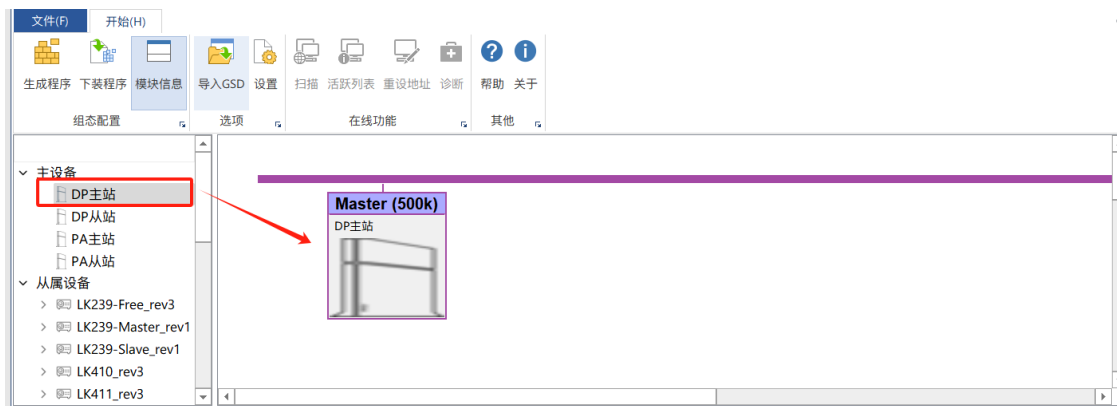 文件(F) 开始(H)
生成程序 下装程序 模块信息 导入GSD 设置 扫描 活跃列表 重设地址 诊断 帮助 关于
组态配置 选项 在线功能 其他
主设备
DP主站
DP从站
PA主站
PA从站
从属设备
LK239-Free_rev3
LK239-Master_rev1
LK239-Slave_rev1
LK410_rev3
LK411_rev3
Master (500k)
DP主站